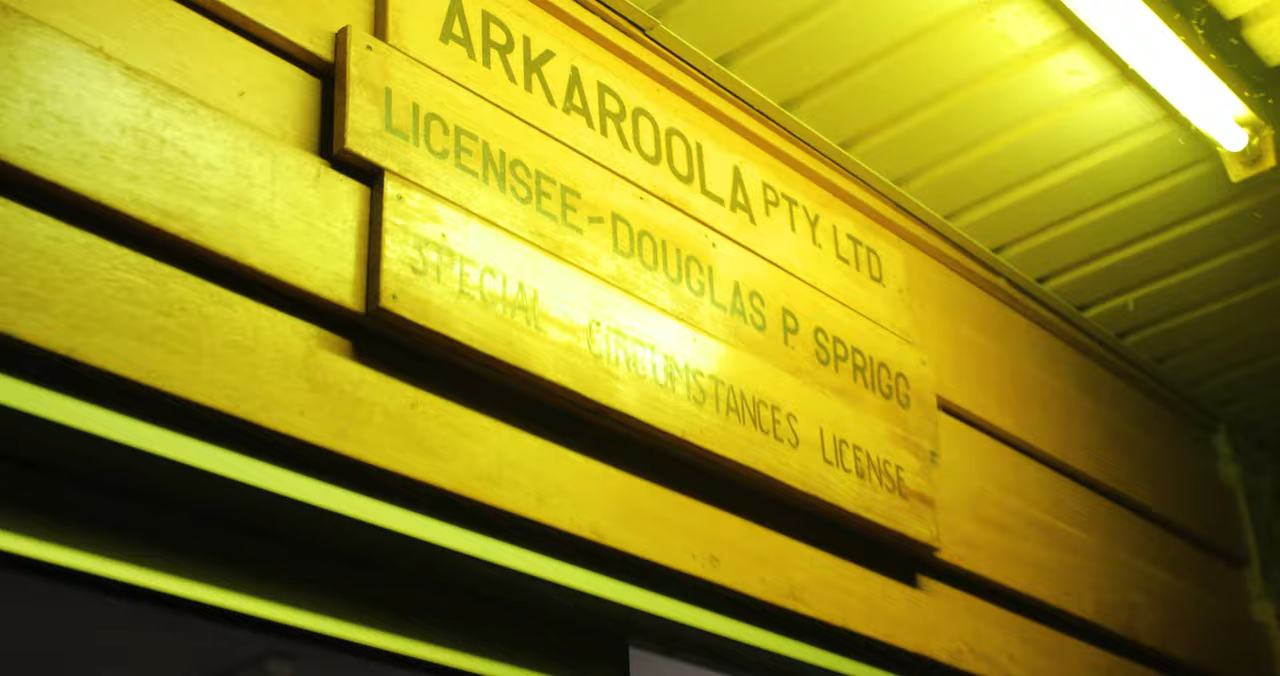 ARKAROOLA PTY. LTD.
LICENSEE-DOUGLAS P. SPRIGG
SPECIAL CIRCUMSTANCES LICENSE